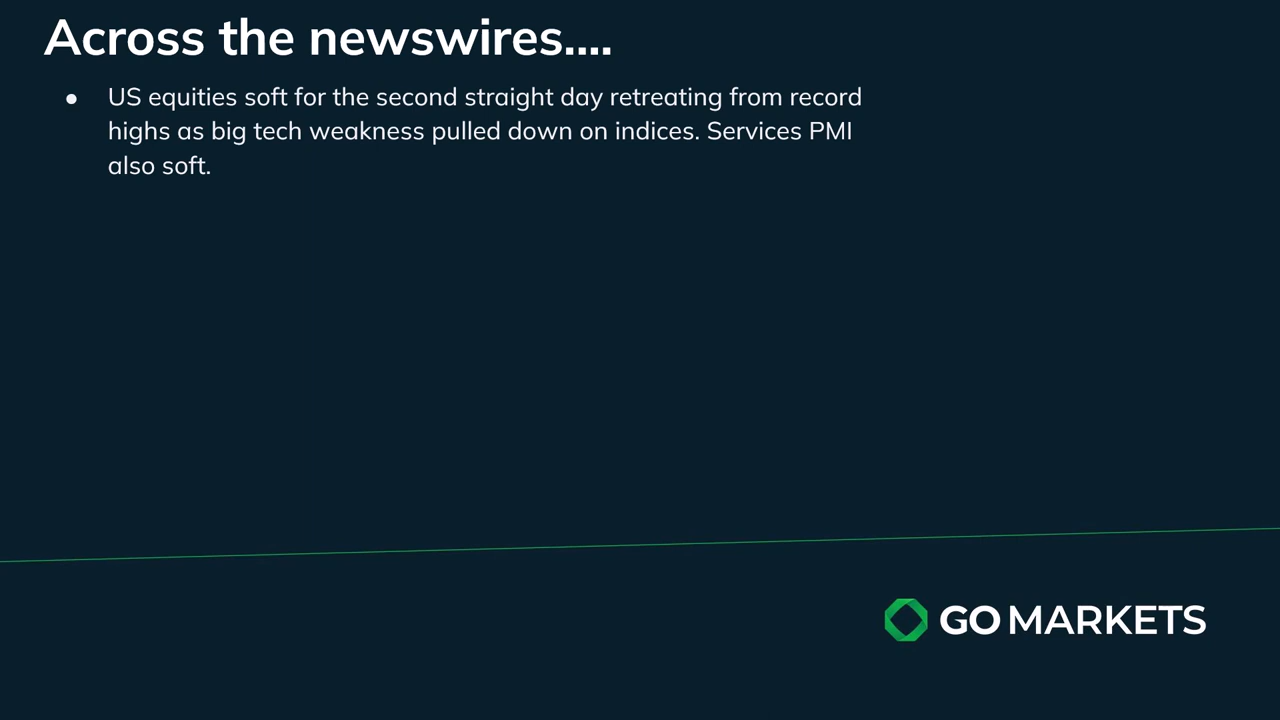 Across the newswires....
● US equities soft for the second straight day retreating from record
highs as big tech weakness pulled down on indices. Services PMI
also soft.
GO MARKETS